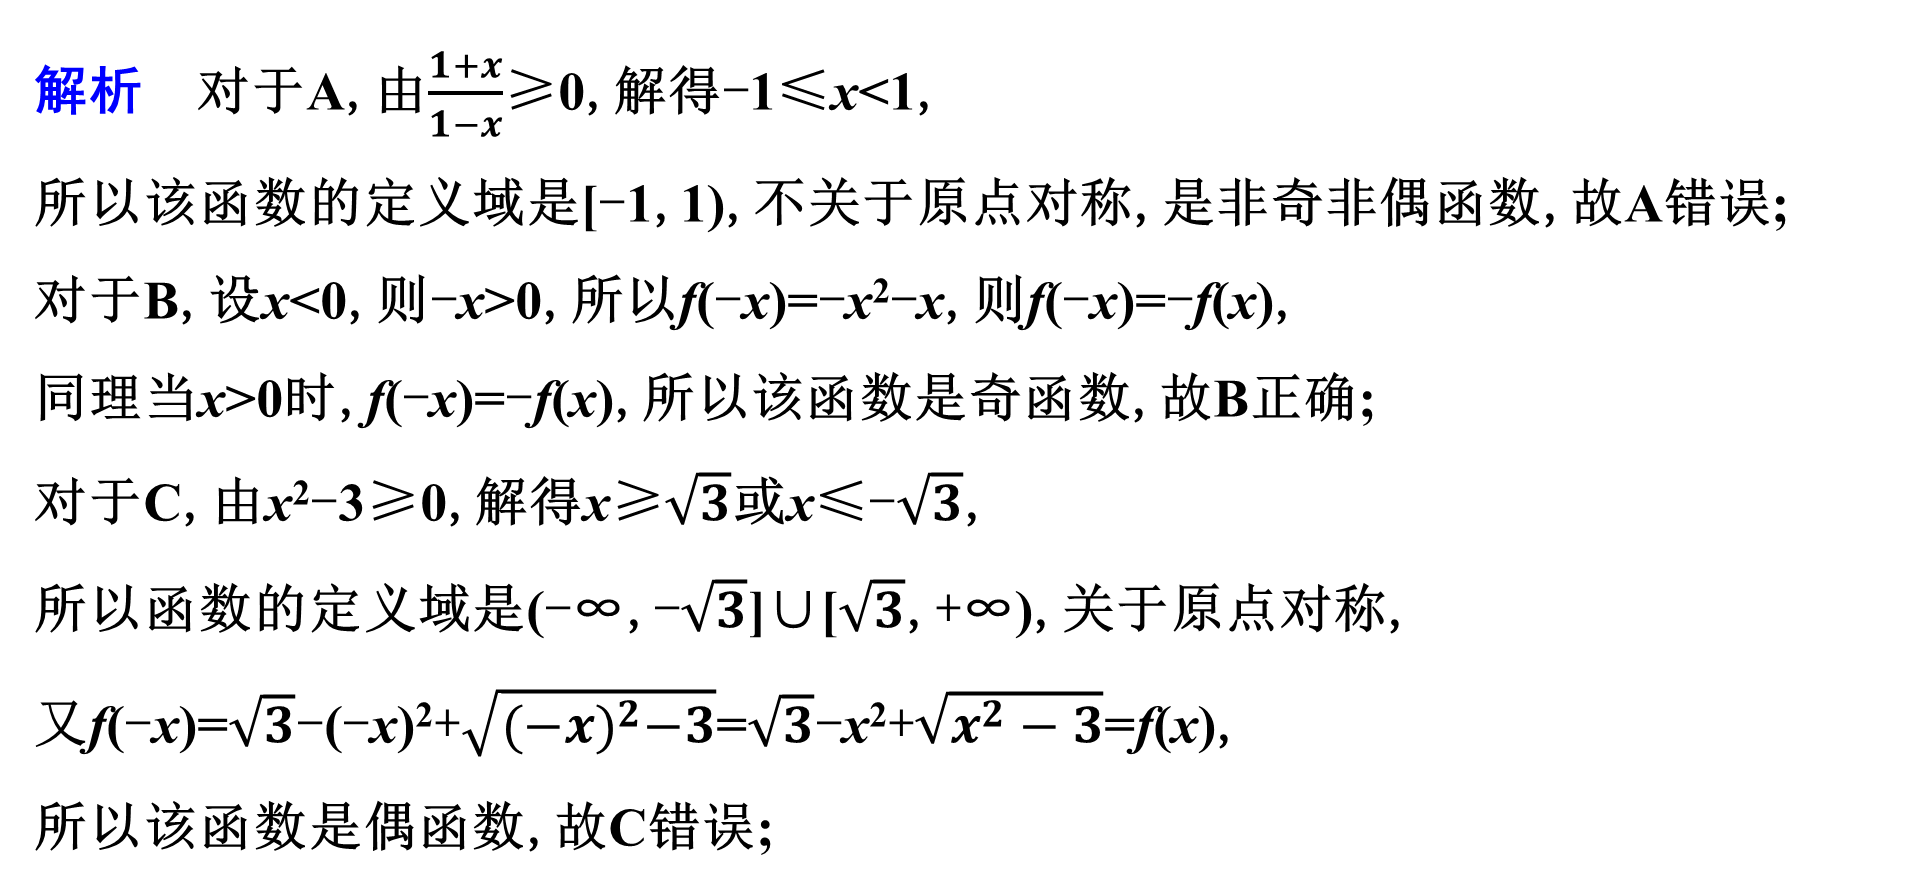 解析 对于A, 由\frac{1+x}{1-x}≥0, 解得-1≤x<1,
所以该函数的定义域是[-1, 1), 不关于原点对称, 是非奇非偶函数, 故A错误;
对于B, 设x<0, 则-x>0, 所以f(-x)=-x²-x, 则f(-x)=-f(x),
同理当x>0时, f(-x)=-f(x), 所以该函数是奇函数, 故B正确;
对于C, 由x²-3≥0, 解得x≥√3或x≤-√3,
所以函数的定义域是(-∞, -√3]∪[√3, +∞), 关于原点对称,
又f(-x)=√3-(-x)²+√((-x)²-3)=√3-x²+√(x²-3)=f(x),
所以该函数是偶函数, 故C错误;